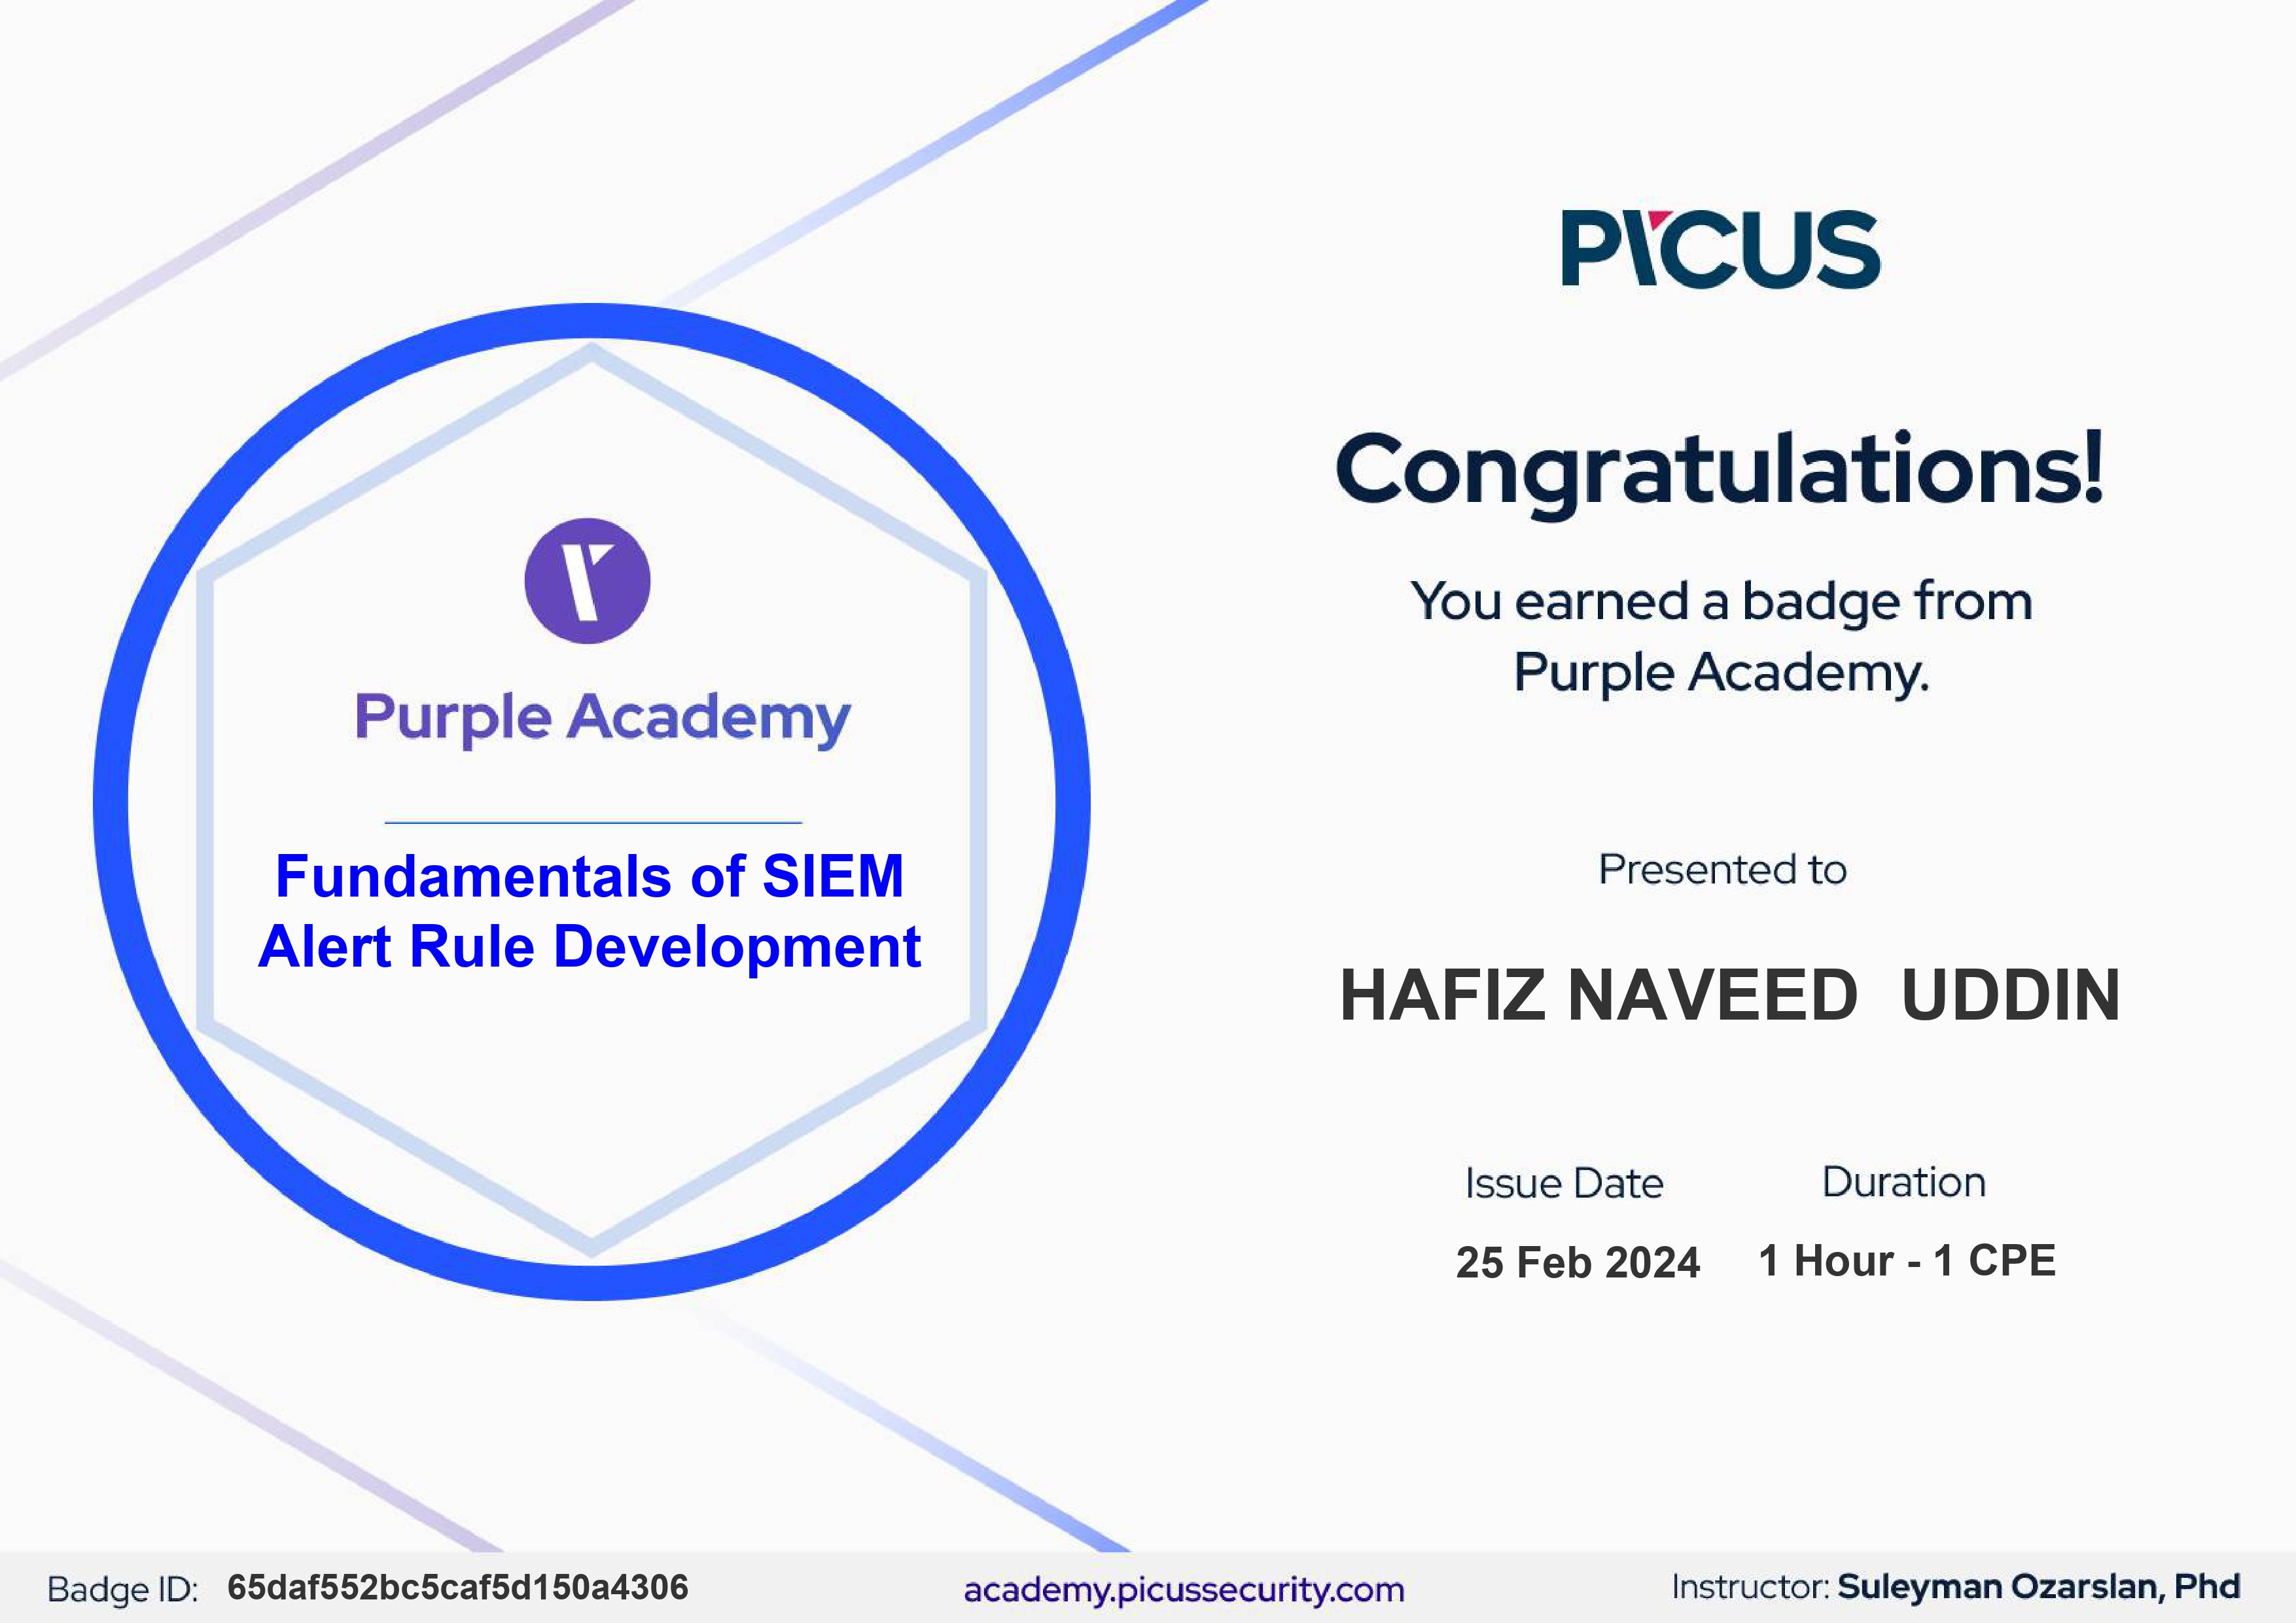 PICUS
Congratulations!
You earned a badge from
Purple Academy.
Purple Academy
Fundamentals of SIEM
Alert Rule Development
Presented to
HAFIZ NAVEED  UDDIN
Issue Date
Duration
25 Feb 2024
1 Hour - 1 CPE
Badge ID: 65daf552bc5caf5d150a4306
academy.picussecurity.com
Instructor: Suleyman Ozarslan, Phd